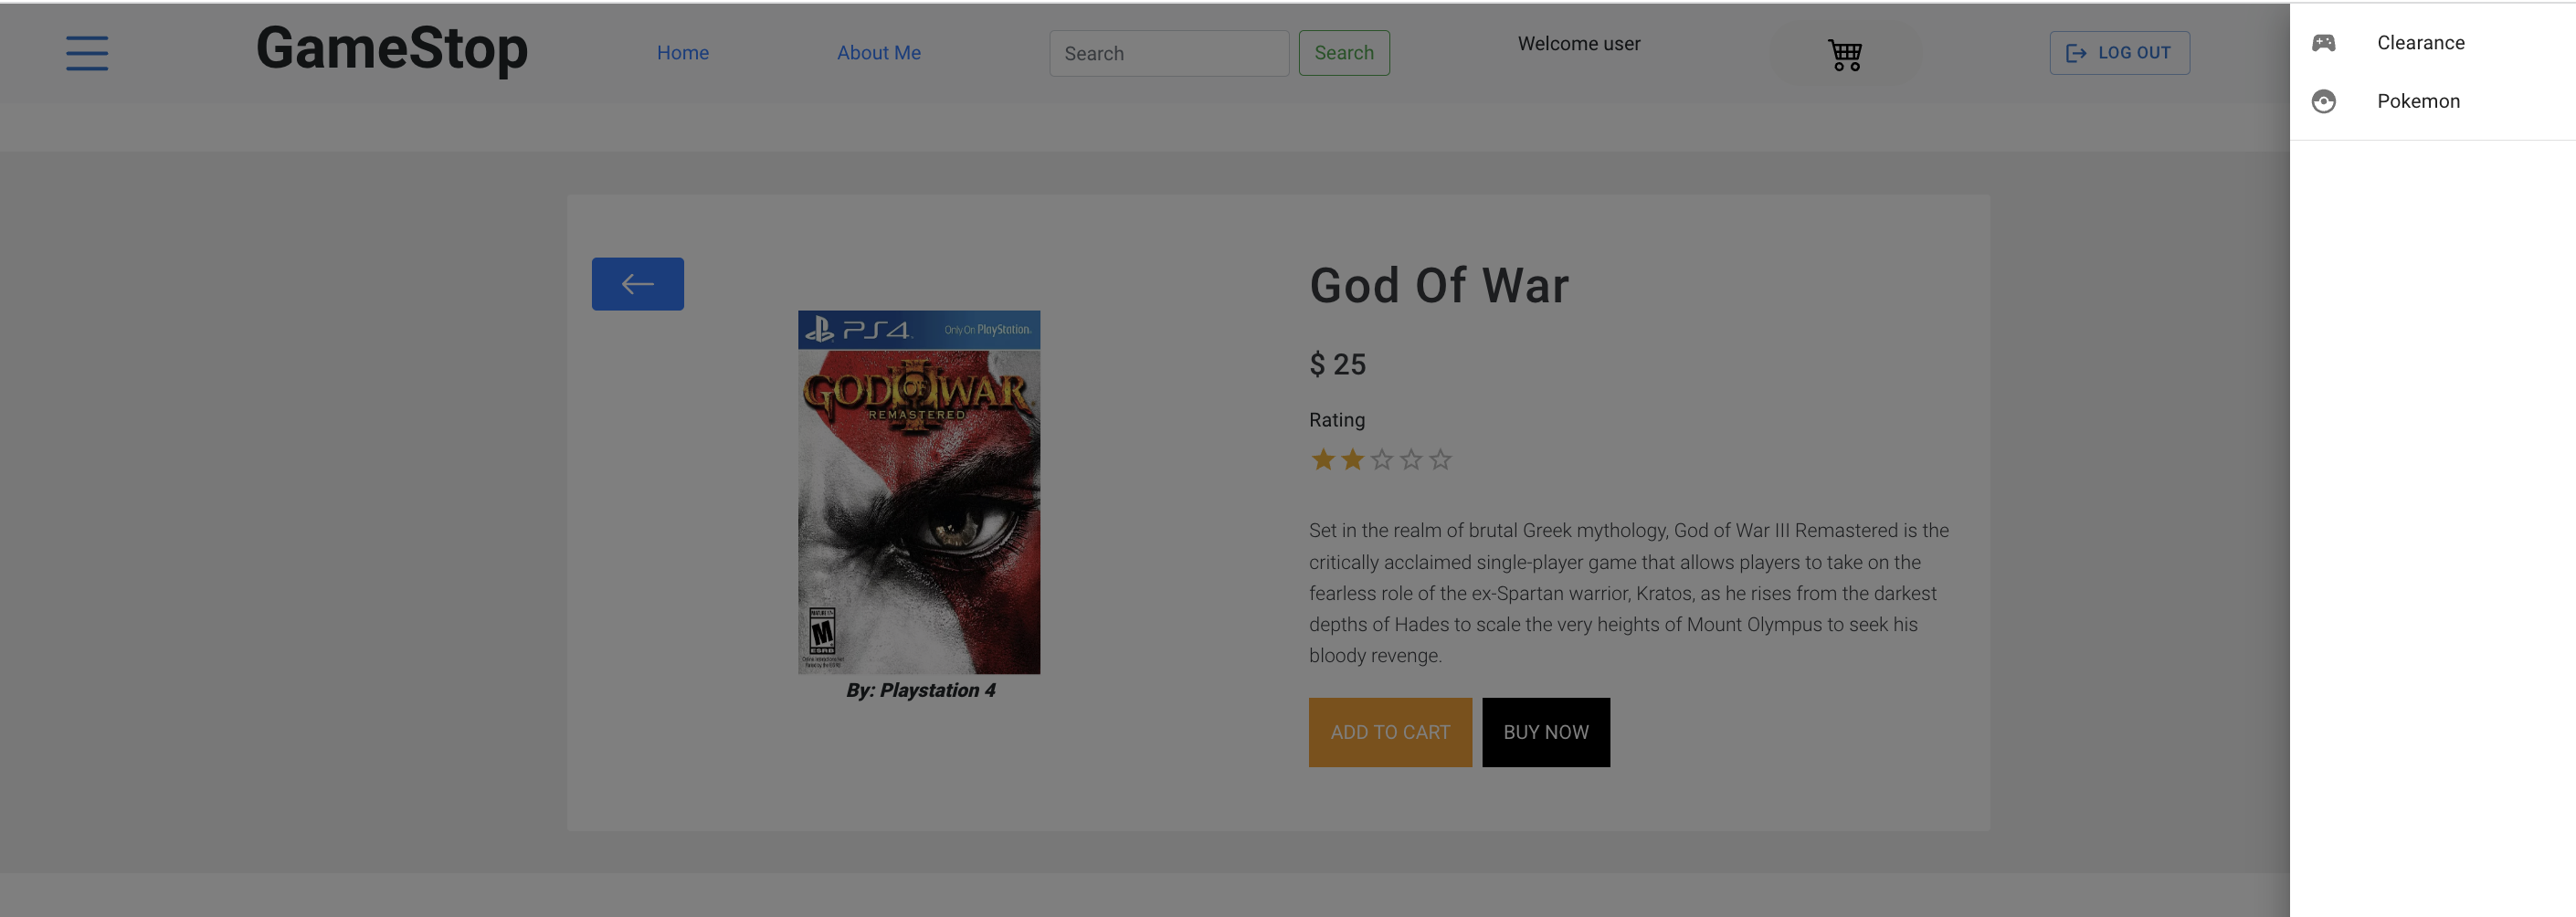 GameStop
Home
About Me
Search
Search
Welcome user
LOG OUT
Clearance
Pokemon
PS4
Only On PlayStation.
GOD OF WAR
III
REMASTERED
MATURE 17+
M
ESRB
By: Playstation 4
God Of War
$ 25
Rating
Set in the realm of brutal Greek mythology, God of War III Remastered is the
critically acclaimed single-player game that allows players to take on the
fearless role of the ex-Spartan warrior, Kratos, as he rises from the darkest
depths of Hades to scale the very heights of Mount Olympus to seek his
bloody revenge.
ADD TO CART
BUY NOW